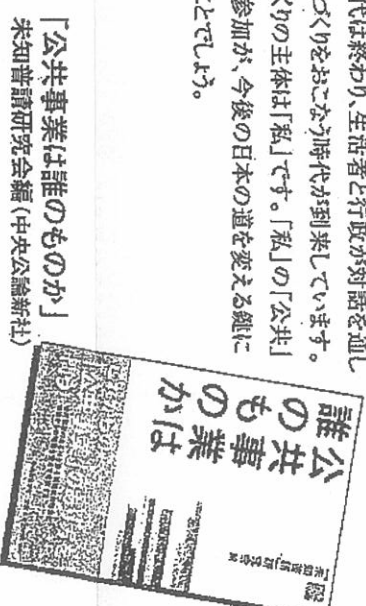 代は終わり、生活者と行政が対話を通し
づくりをおこなう時代が到来しています。
くりの主体は「私」です。「私」の「公共」
参加が、今後の日本の道を変える鍵に
ことでしょう。
「公共事業は誰のものか」
未知普請研究会編(中央公論新社)
公共事業は
誰のものか